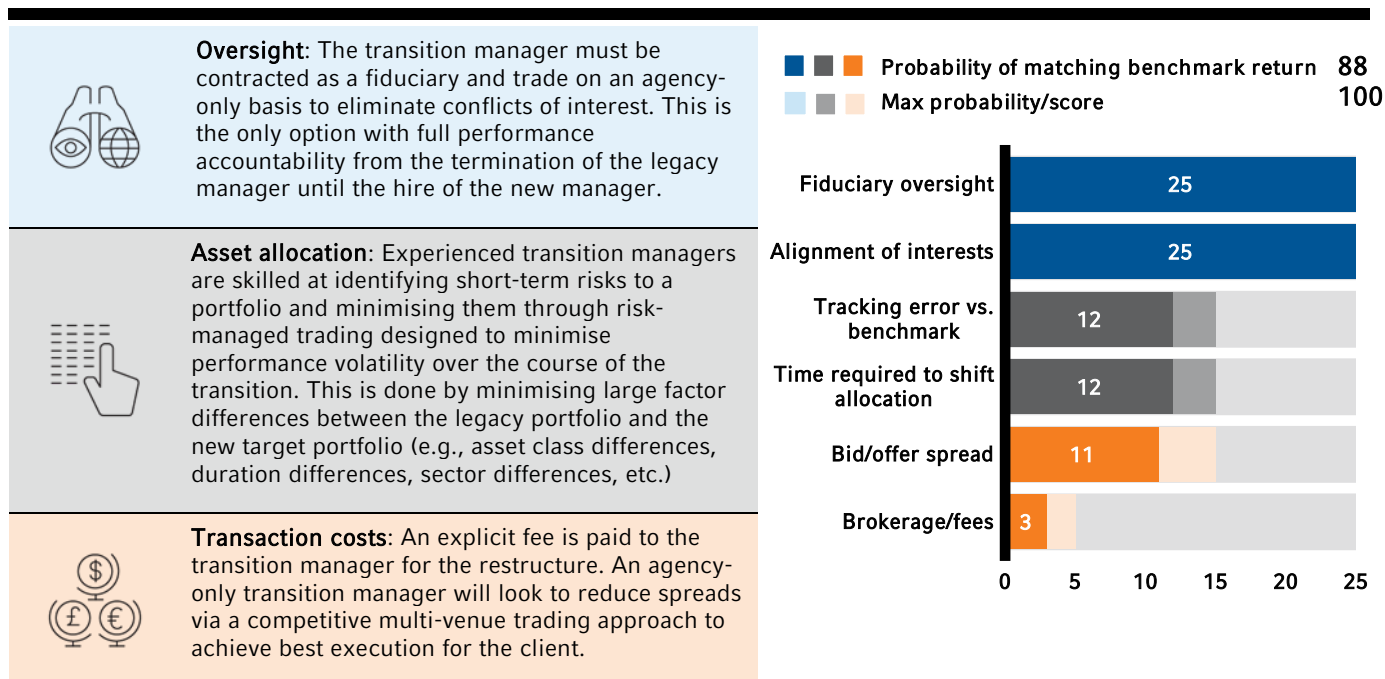 Oversight: The transition manager must be
contracted as a fiduciary and trade on an agency-
only basis to eliminate conflicts of interest. This is
the only option with full performance
accountability from the termination of the legacy
manager until the hire of the new manager.
Asset allocation: Experienced transition managers
are skilled at identifying short-term risks to a
portfolio and minimising them through risk-
managed trading designed to minimise
performance volatility over the course of the
transition. This is done by minimising large factor
differences between the legacy portfolio and the
new target portfolio (e.g., asset class differences,
duration differences, sector differences, etc.)
$
£ €
Transaction costs: An explicit fee is paid to the
transition manager for the restructure. An agency-
only transition manager will look to reduce spreads
via a competitive multi-venue trading approach to
achieve best execution for the client.
Probability of matching benchmark return 88
Max probability/score 100
Fiduciary oversight 25
Alignment of interests 25
Tracking error vs.
benchmark 12
Time required to shift
allocation 12
Bid/offer spread 11
Brokerage/fees 3
0 5 10 15 20 25